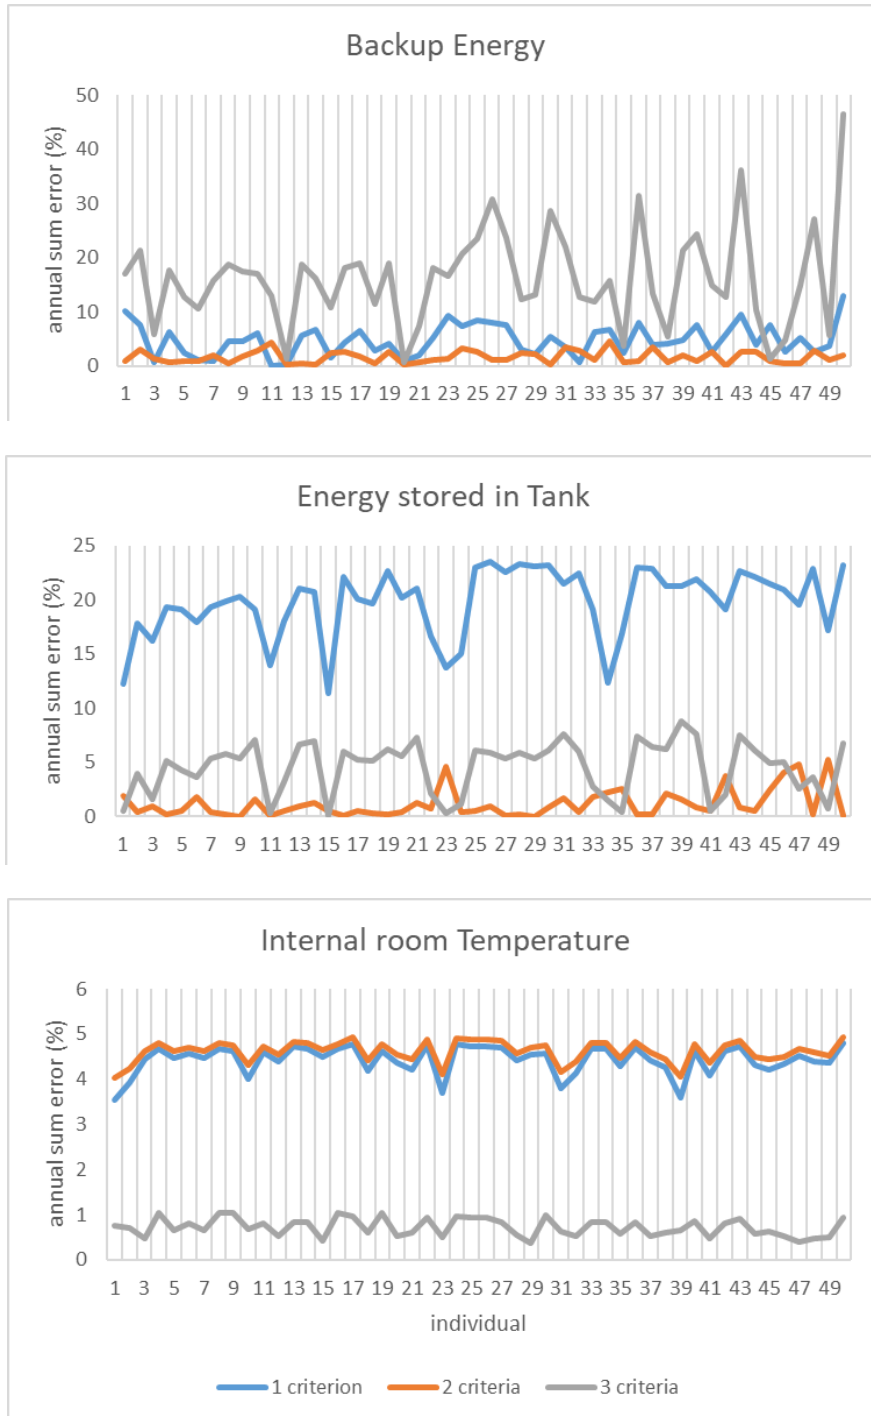 Backup Energy
annual sum error (%)
50
40
30
20
10
0
1 3 5 7 9 11 13 15 17 19 21 23 25 27 29 31 33 35 37 39 41 43 45 47 49
Energy stored in Tank
annual sum error (%)
25
20
15
10
5
0
1 3 5 7 9 11 13 15 17 19 21 23 25 27 29 31 33 35 37 39 41 43 45 47 49
Internal room Temperature
annual sum error (%)
6
5
4
3
2
1
0
1 3 5 7 9 11 13 15 17 19 21 23 25 27 29 31 33 35 37 39 41 43 45 47 49
individual
1 criterion 2 criteria 3 criteria